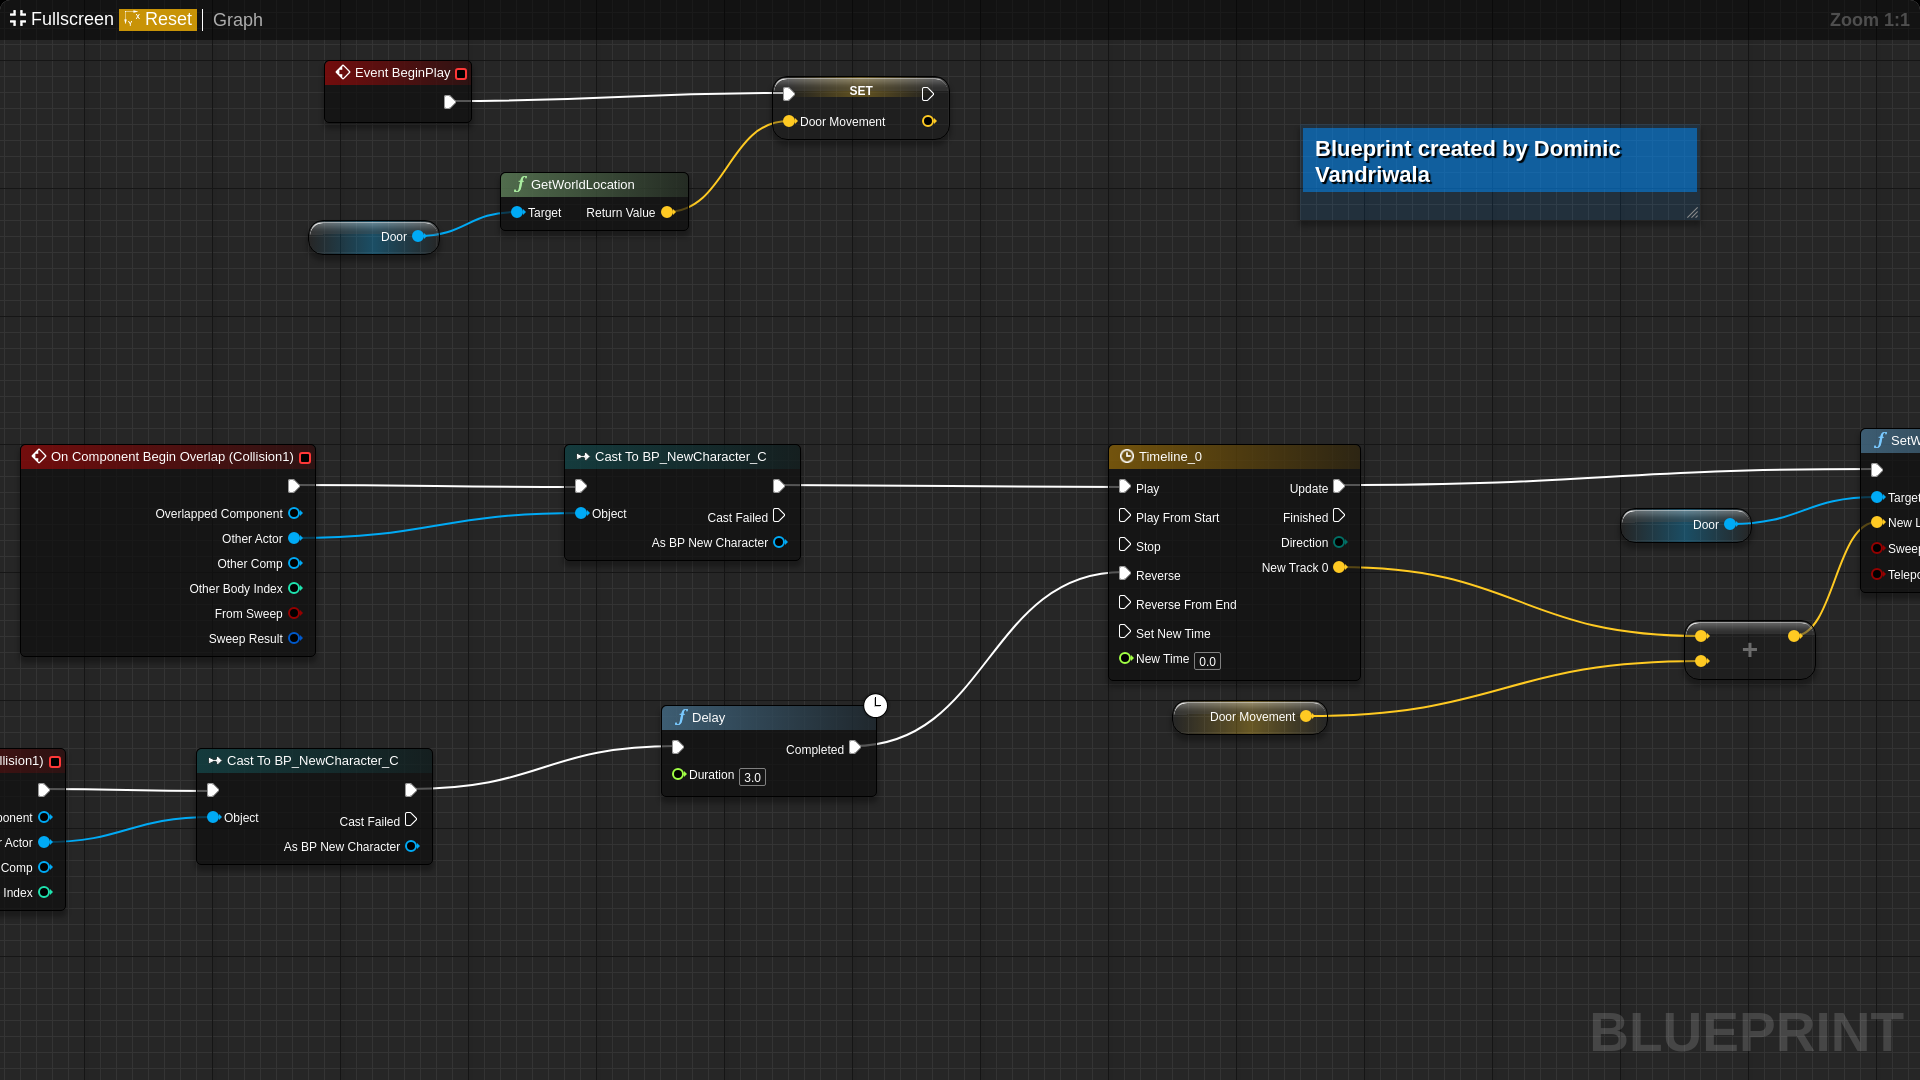 Fullscreen Reset Graph Zoom 1:1
Event BeginPlay
SET
Door Movement
Blueprint created by Dominic
Vandriwala
GetWorldLocation
Target Return Value
Door
On Component Begin Overlap (Collision1)
Overlapped Component
Other Actor
Other Comp
Other Body Index
From Sweep
Sweep Result
Cast To BP_NewCharacter_C
Object
Cast Failed
As BP New Character
Timeline_0
Play Update
Play From Start Finished
Stop Direction
Reverse New Track 0
Reverse From End
Set New Time
New Time 0.0
Door
SetW
Target
New L
Sweep
Telepo
+
Door Movement
Delay
Completed
Duration 3.0
llision1)
ponent
r Actor
Comp
Index
Cast To BP_NewCharacter_C
Object
Cast Failed
As BP New Character
BLUEPRINT